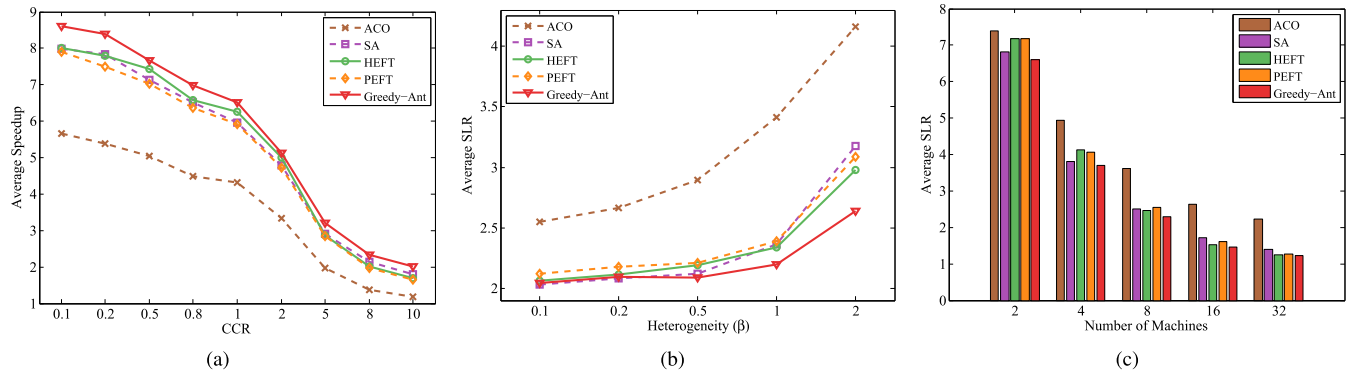 9
8
7
6
5
4
3
2
1
Average Speedup
0.1 0.2 0.5 0.8 1 2 5 8 10
CCR
ACO
SA
HEFT
PEFT
Greedy−Ant
(a)
4
3.5
3
2.5
2
Average SLR
0.1 0.2 0.5 1 2
Heterogeneity (β)
ACO
SA
HEFT
PEFT
Greedy−Ant
(b)
8
7
6
5
4
3
2
1
0
Average SLR
2 4 8 16 32
Number of Machines
ACO
SA
HEFT
PEFT
Greedy−Ant
(c)